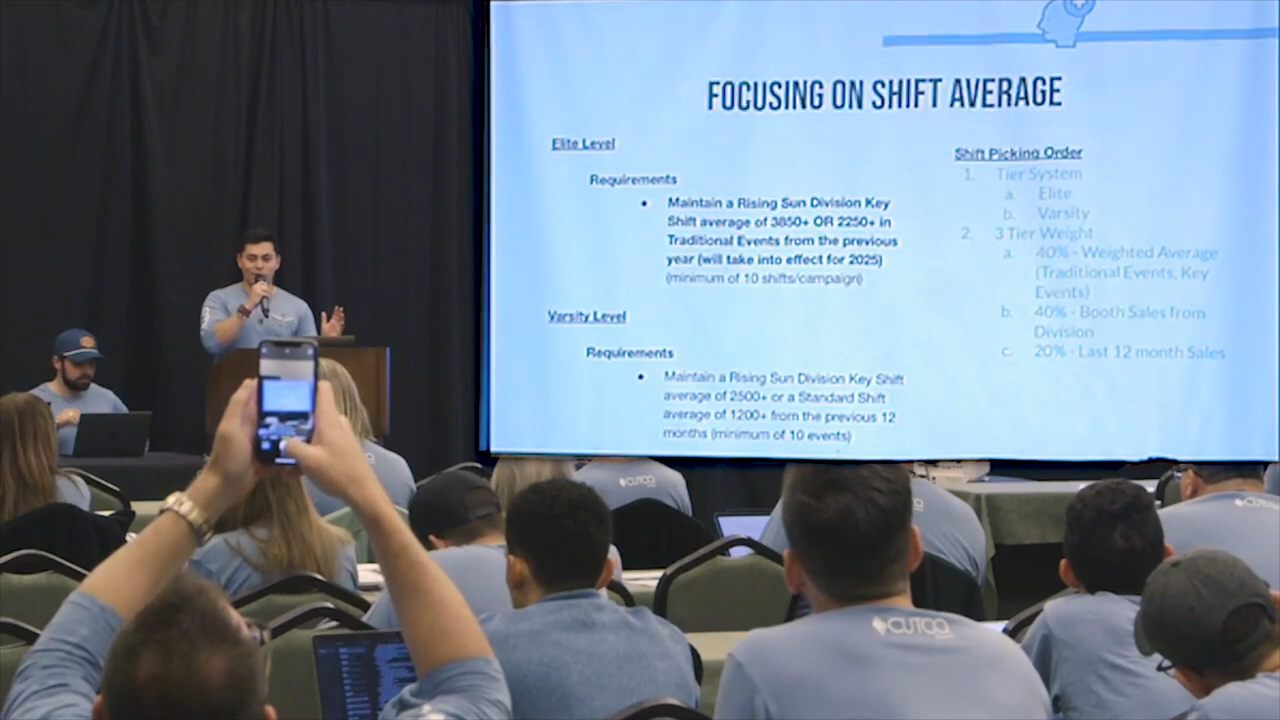 FOCUSING ON SHIFT AVERAGE
Elite Level
Requirements
• Maintain a Rising Sun Division Key
Shift average of 3850+ OR 2250+ in
Traditional Events from the previous
year (will take into effect for 2025)
(minimum of 10 shifts/campaign)
Varsity Level
Requirements
• Maintain a Rising Sun Division Key Shift
average of 2500+ or a Standard Shift
average of 1200+ from the previous 12
months (minimum of 10 events)
Shift Picking Order
1. Tier System
a. Elite
b. Varsity
2. 3 Tier Weight
a. 40% - Weighted Average
(Traditional Events, Key
Events)
b. 40% - Booth Sales from
Division
c. 20% - Last 12 month Sales
CUTCO
CUTCO
CUTCO